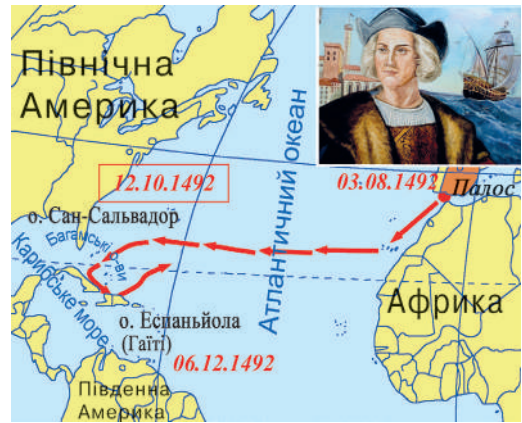 Північна
Америка
12.10.1492
03.08.1492
Палос
о. Сан-Сальвадор
Багамські о-ви
Карибське море
Атлантичний океан
Африка
о. Еспаньйола
(Гаїті)
06.12.1492
Південна
Америка